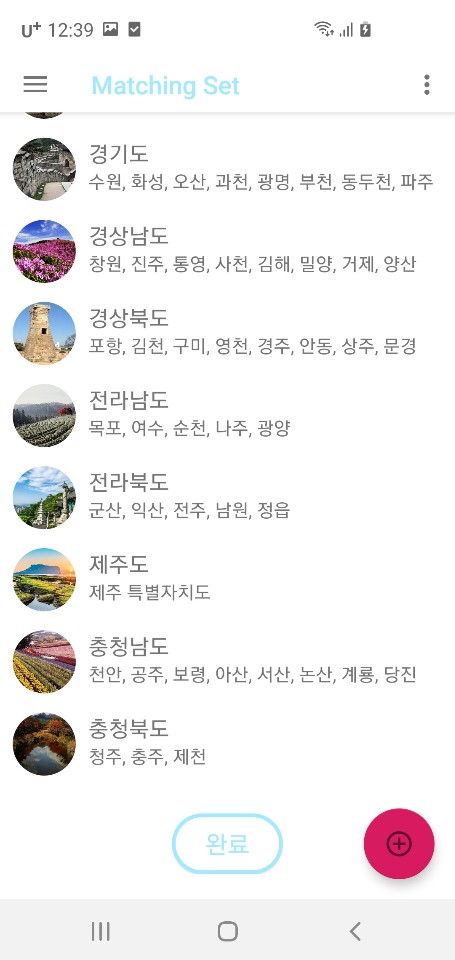 U+ 12:39
Matching Set
경기도
수원, 화성, 오산, 과천, 광명, 부천, 동두천, 파주
경상남도
창원, 진주, 통영, 사천, 김해, 밀양, 거제, 양산
경상북도
포항, 김천, 구미, 영천, 경주, 안동, 상주, 문경
전라남도
목포, 여수, 순천, 나주, 광양
전라북도
군산, 익산, 전주, 남원, 정읍
제주도
제주 특별자치도
충청남도
천안, 공주, 보령, 아산, 서산, 논산, 계룡, 당진
충청북도
청주, 충주, 제천
완료